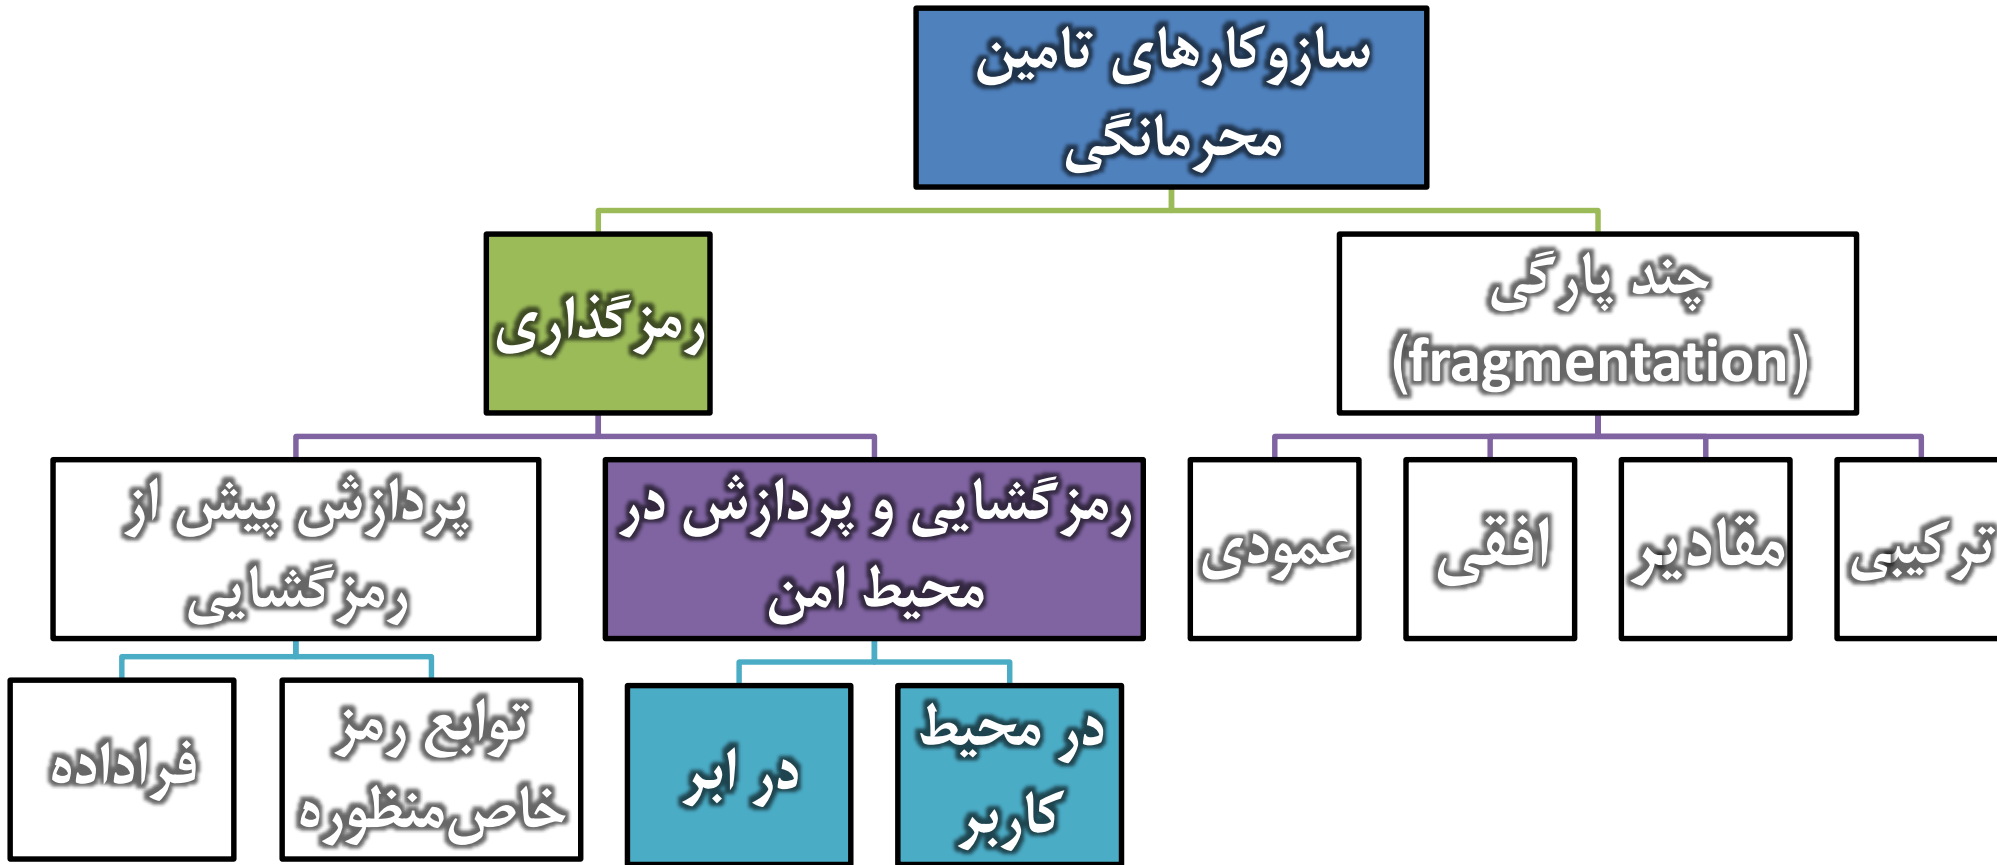 سازوکارهای تامین
محرمانگی
چند پارگی
(fragmentation)
رمزگذاری
ترکیبی
مقادیر
افقی
عمودی
رمزگشایی و پردازش در
محیط امن
پردازش پیش از
رمزگشایی
در محیط
کاربر
در ابر
توابع رمز
خاص‌منظوره
فراداده